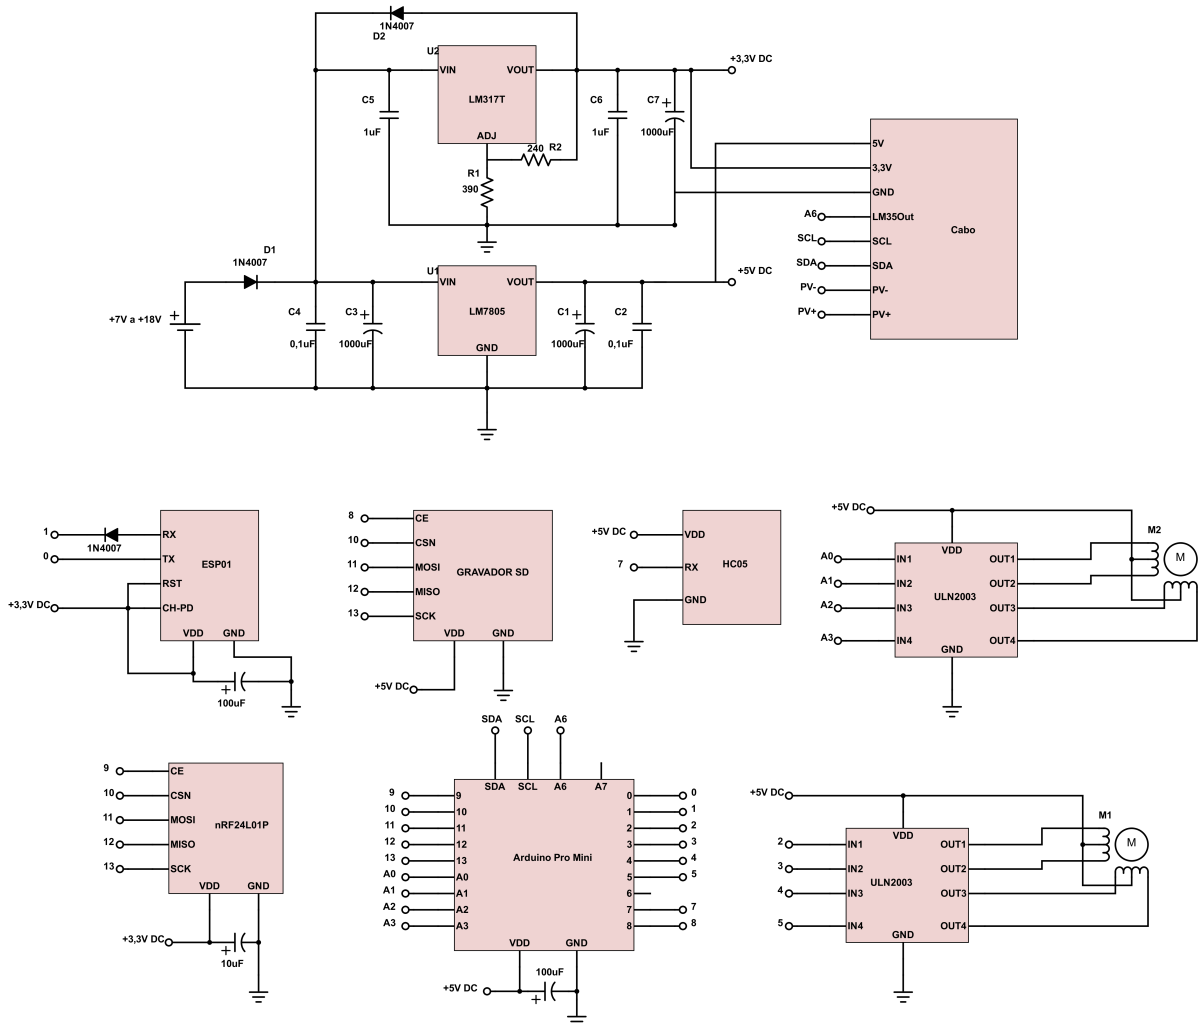 1N4007
D2
U2
+3,3V DC
VIN
VOUT
LM317T
C5
1uF
C6
1uF
C7
+
1000uF
ADJ
240
R2
R1
390
5V
3,3V
GND
A6
LM35Out
SCL
SCL
SDA
SDA
PV-
PV-
PV+
PV+
Cabo
D1
1N4007
U1
+5V DC
VIN
VOUT
LM7805
GND
+7V a +18V
+
C4
0,1uF
C3
+
1000uF
C1
+
1000uF
C2
0,1uF
1
1N4007
RX
0
TX
RST
+3,3V DC
CH-PD
ESP01
VDD
GND
+
100uF
8
CE
10
CSN
11
MOSI
12
MISO
13
SCK
GRAVADOR SD
VDD
GND
+5V DC
+5V DC
VDD
7
RX
GND
HC05
+5V DC
M2
M
VDD
A0
IN1
A1
IN2
A2
IN3
A3
IN4
ULN2003
OUT1
OUT2
OUT3
OUT4
GND
9
CE
10
CSN
11
MOSI
12
MISO
13
SCK
nRF24L01P
VDD
GND
+3,3V DC
+
10uF
SDA
SCL
A6
SDA
SCL
A6
A7
9
9
10
10
11
11
12
12
13
13
A0
A0
A1
A1
A2
A2
A3
A3
Arduino Pro Mini
0
0
1
1
2
2
3
3
4
4
5
5
6
7
7
8
8
VDD
GND
+5V DC
100uF
+
+5V DC
M1
M
VDD
2
IN1
3
IN2
4
IN3
5
IN4
ULN2003
OUT1
OUT2
OUT3
OUT4
GND